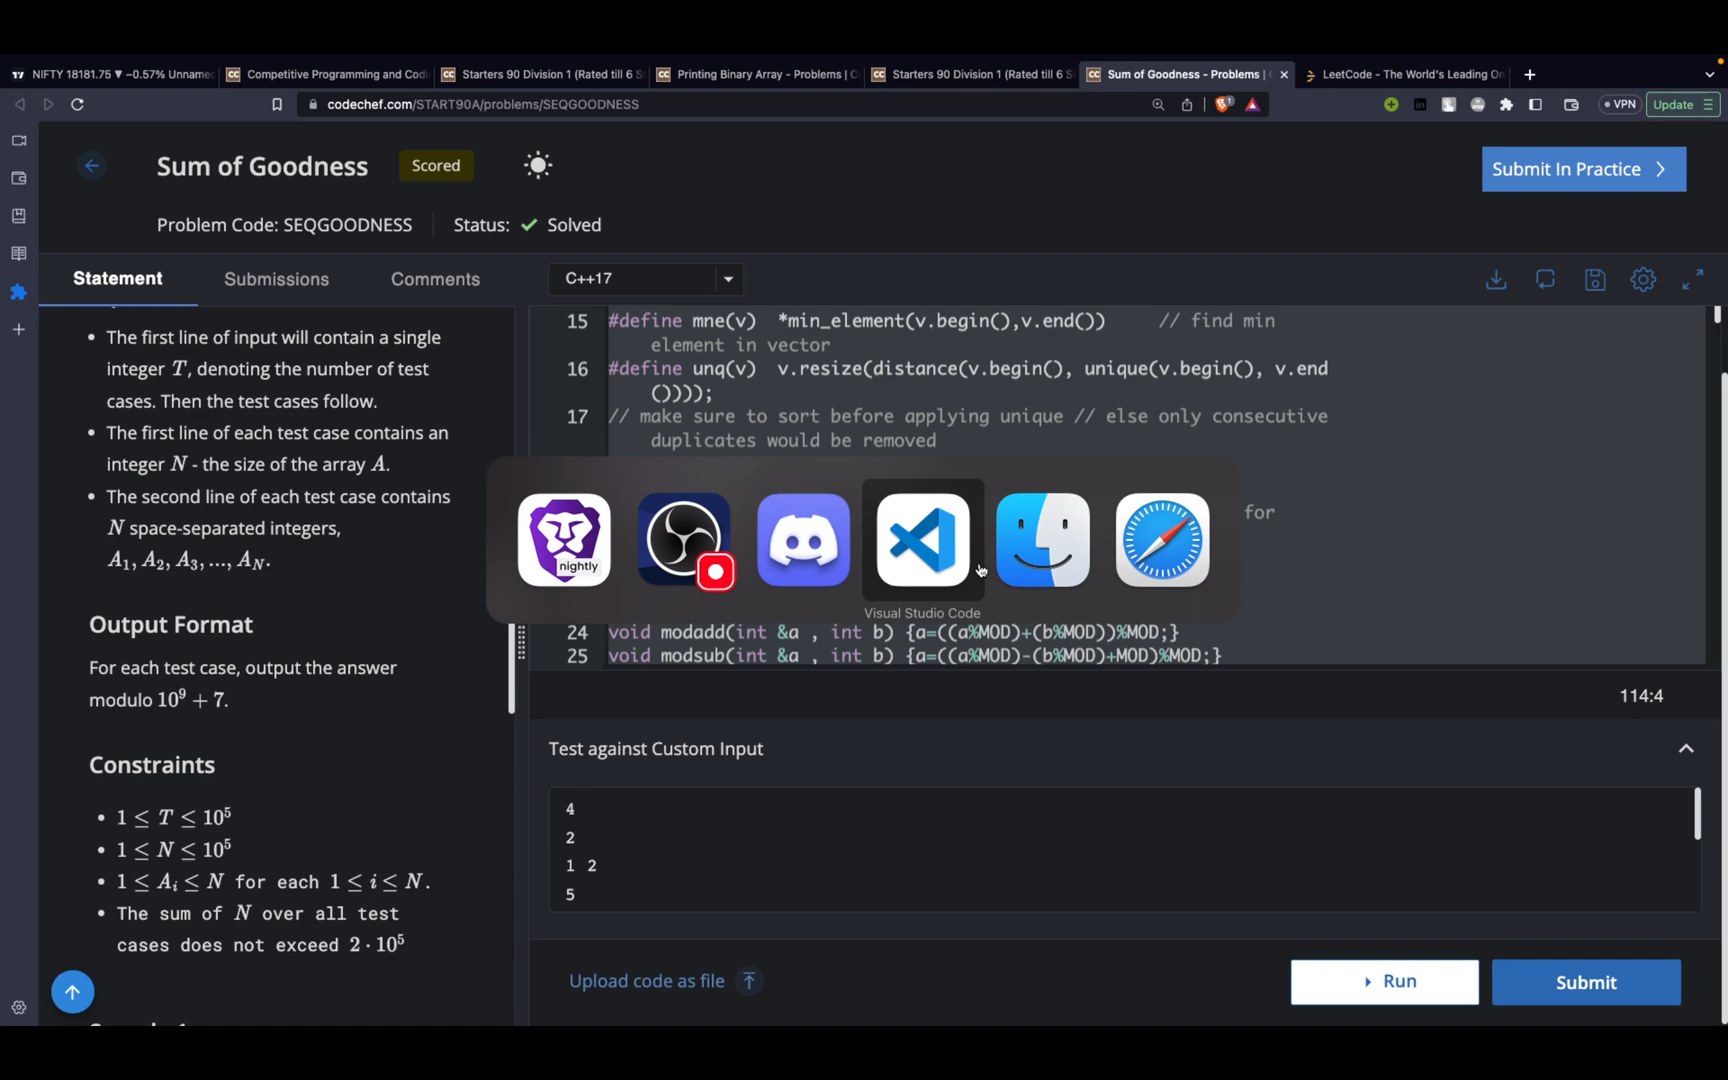 NIFTY 18181.75 ▼ −0.57% Unname
Competitive Programming and Codi
Starters 90 Division 1 (Rated till 6 S
Printing Binary Array - Problems | C
Starters 90 Division 1 (Rated till 6 S
Sum of Goodness - Problems |
LeetCode - The World's Leading On
codechef.com/START90A/problems/SEQGOODNESS
VPN
Update
Sum of Goodness
Scored
Submit In Practice
Problem Code: SEQGOODNESS
Status: ✓ Solved
Statement
Submissions
Comments
C++17
• The first line of input will contain a single
integer T, denoting the number of test
cases. Then the test cases follow.
• The first line of each test case contains an
integer N - the size of the array A.
• The second line of each test case contains
N space-separated integers,
A1, A2, A3, ..., AN.
Output Format
For each test case, output the answer
modulo 10^9 + 7.
Constraints
• 1 ≤ T ≤ 10^5
• 1 ≤ N ≤ 10^5
• 1 ≤ Ai ≤ N for each 1 ≤ i ≤ N.
• The sum of N over all test
cases does not exceed 2 · 10^5
15 #define mne(v) *min_element(v.begin(),v.end()) // find min
element in vector
16 #define unq(v) v.resize(distance(v.begin(), unique(v.begin(), v.end
())));
17 // make sure to sort before applying unique // else only consecutive
duplicates would be removed
for
nightly
Visual Studio Code
24 void modadd(int &a , int b) {a=((a%MOD)+(b%MOD))%MOD;}
25 void modsub(int &a , int b) {a=((a%MOD)-(b%MOD)+MOD)%MOD;}
114:4
Test against Custom Input
4
2
1 2
5
Upload code as file
Run
Submit